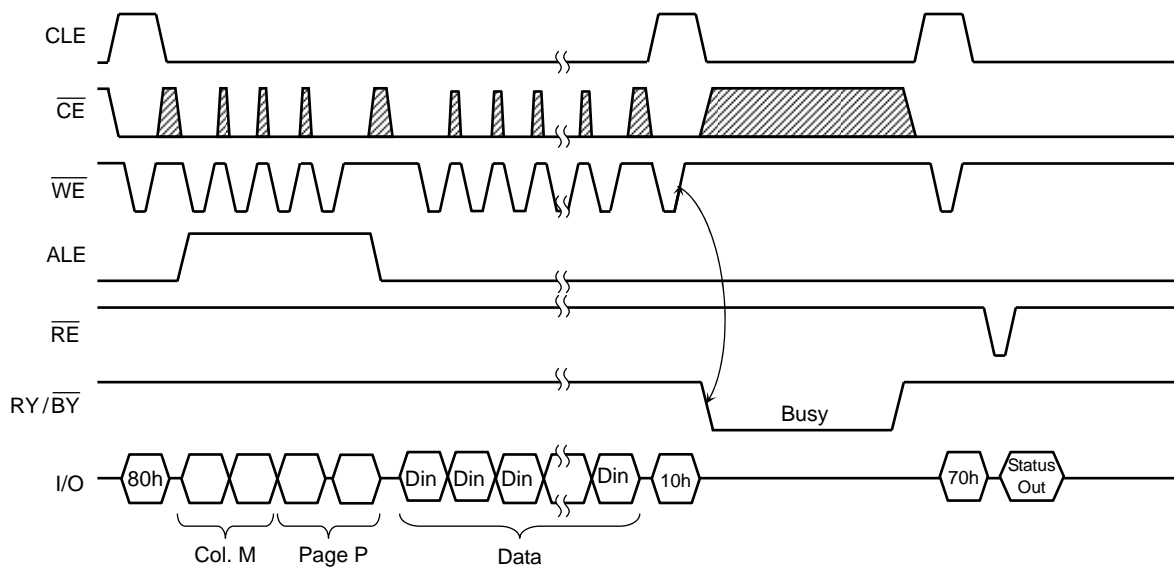 CLE
CE
WE
ALE
RE
RY/BY
Busy
I/O
80h
Din
Din
Din
Din
10h
70h
Status
Out
Col. M
Page P
Data